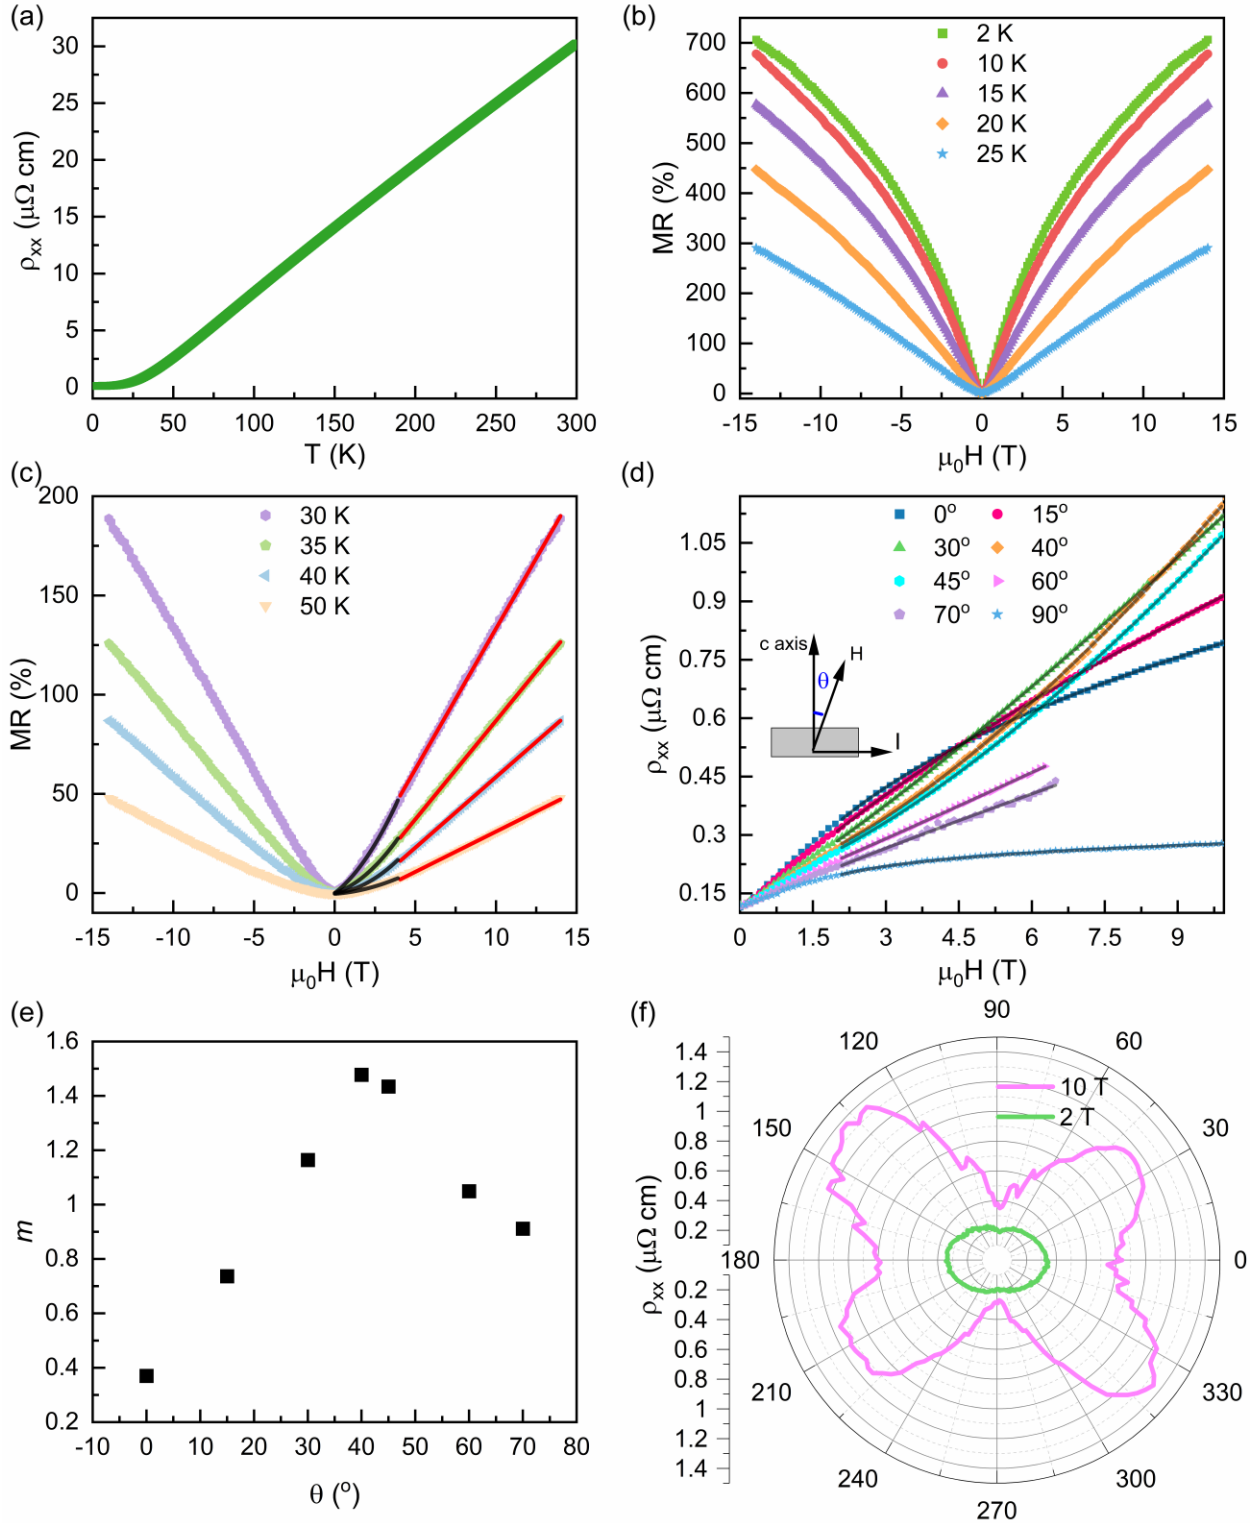 (a)
30
25
20
15
10
5
0
ρxx (μΩ cm)
0 50 100 150 200 250 300
T (K)
(b)
700
600
500
400
300
200
100
0
MR (%)
2 K
10 K
15 K
20 K
25 K
-15 -10 -5 0 5 10 15
μ0H (T)
(c)
200
150
100
50
0
MR (%)
30 K
35 K
40 K
50 K
-15 -10 -5 0 5 10 15
μ0H (T)
(d)
1.05
0.9
0.75
0.6
0.45
0.3
0.15
ρxx (μΩ cm)
0° 15°
30° 40°
45° 60°
70° 90°
c axis
H
θ
I
0 1.5 3 4.5 6 7.5 9
μ0H (T)
(e)
1.6
1.4
1.2
1
0.8
0.6
0.4
0.2
m
-10 0 10 20 30 40 50 60 70 80
θ (°)
(f)
1.4
1.2
1
0.8
0.6
0.4
0.2
0.2
0.4
0.6
0.8
1
1.2
1.4
ρxx (μΩ cm)
90
120 60
150 30
180 0
210 330
240 300
270
10 T
2 T